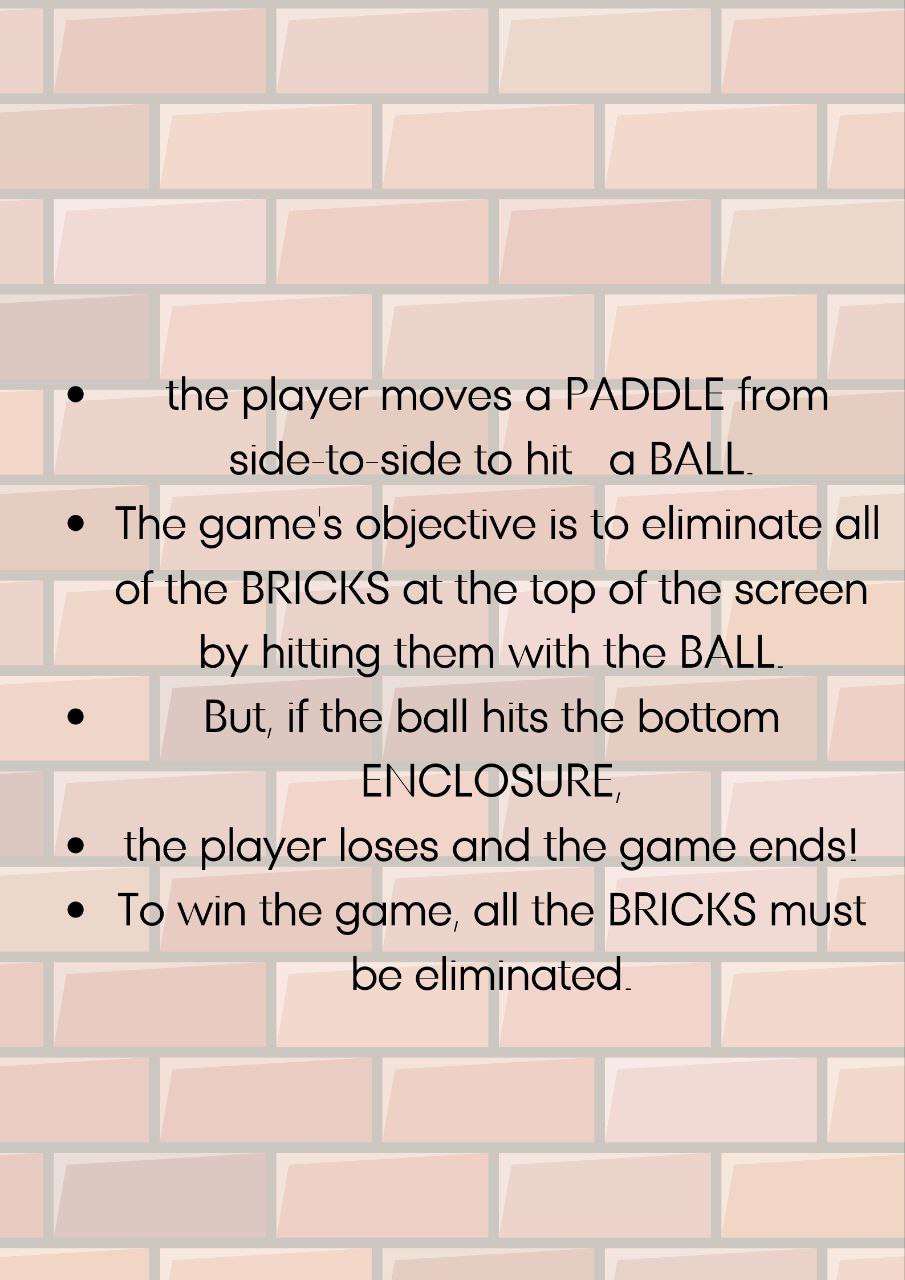 • the player moves a PADDLE from
side-to-side to hit a BALL.
• The game's objective is to eliminate all
of the BRICKS at the top of the screen
by hitting them with the BALL.
• But, if the ball hits the bottom
ENCLOSURE,
• the player loses and the game ends!
• To win the game, all the BRICKS must
be eliminated.